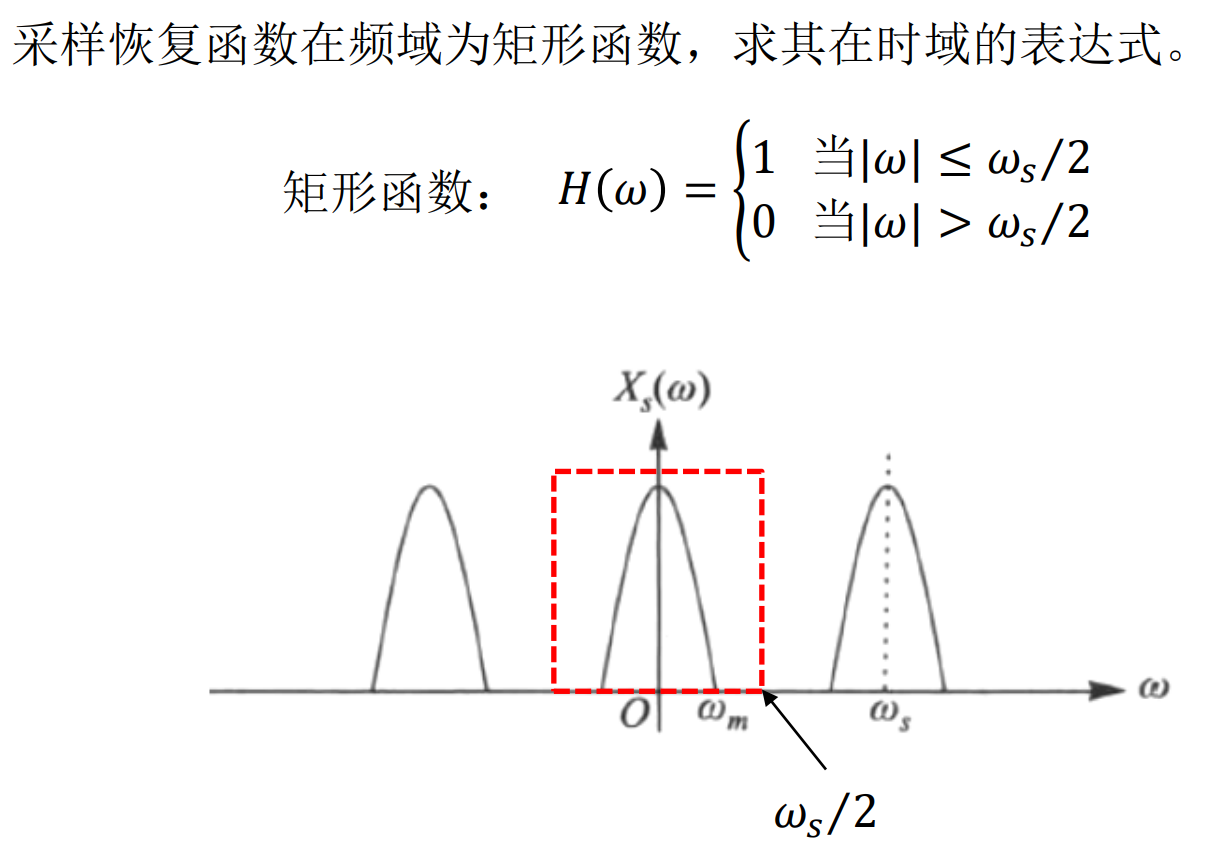 采样恢复函数在频域为矩形函数，求其在时域的表达式。
矩形函数： H(ω) = {1 当|ω| ≤ ωₛ/2
0 当|ω| > ωₛ/2
Xₛ(ω)
ω
O ωₘ ωₛ
ωₛ/2